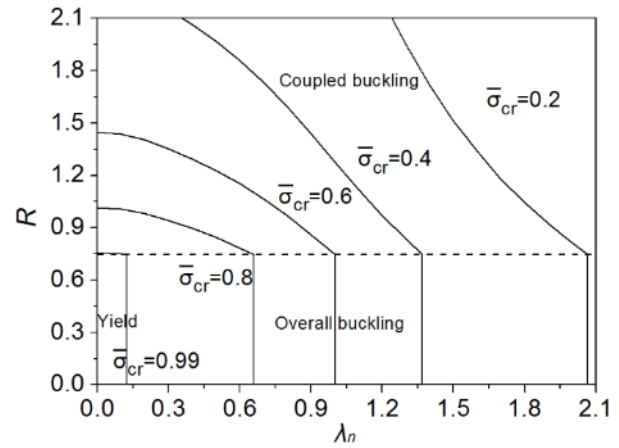 2.1
1.8
1.5
1.2
0.9
0.6
0.3
0.0
R
Coupled buckling
σ̅cr=0.2
σ̅cr=0.4
σ̅cr=0.6
σ̅cr=0.8
Yield
Overall buckling
σ̅cr=0.99
0.0 0.3 0.6 0.9 1.2 1.5 1.8 2.1
λn